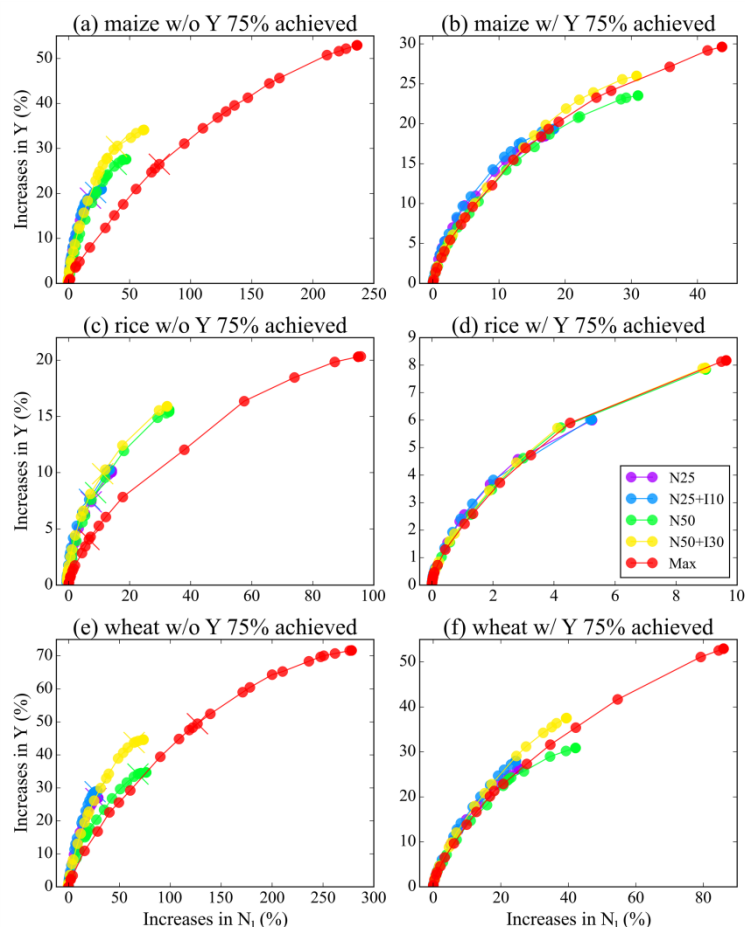 (a) maize w/o Y 75% achieved
(b) maize w/ Y 75% achieved
Increases in Y (%)
50
40
30
20
10
0
0 50 100 150 200 250
30
25
20
15
10
5
0
0 10 20 30 40
(c) rice w/o Y 75% achieved
(d) rice w/ Y 75% achieved
Increases in Y (%)
20
15
10
5
0
0 20 40 60 80 100
9
8
7
6
5
4
3
2
1
0
0 2 4 6 8 10
N25
N25+I10
N50
N50+I30
Max
(e) wheat w/o Y 75% achieved
(f) wheat w/ Y 75% achieved
Increases in Y (%)
70
60
50
40
30
20
10
0
0 50 100 150 200 250 300
Increases in NI (%)
50
40
30
20
10
0
0 20 40 60 80
Increases in NI (%)